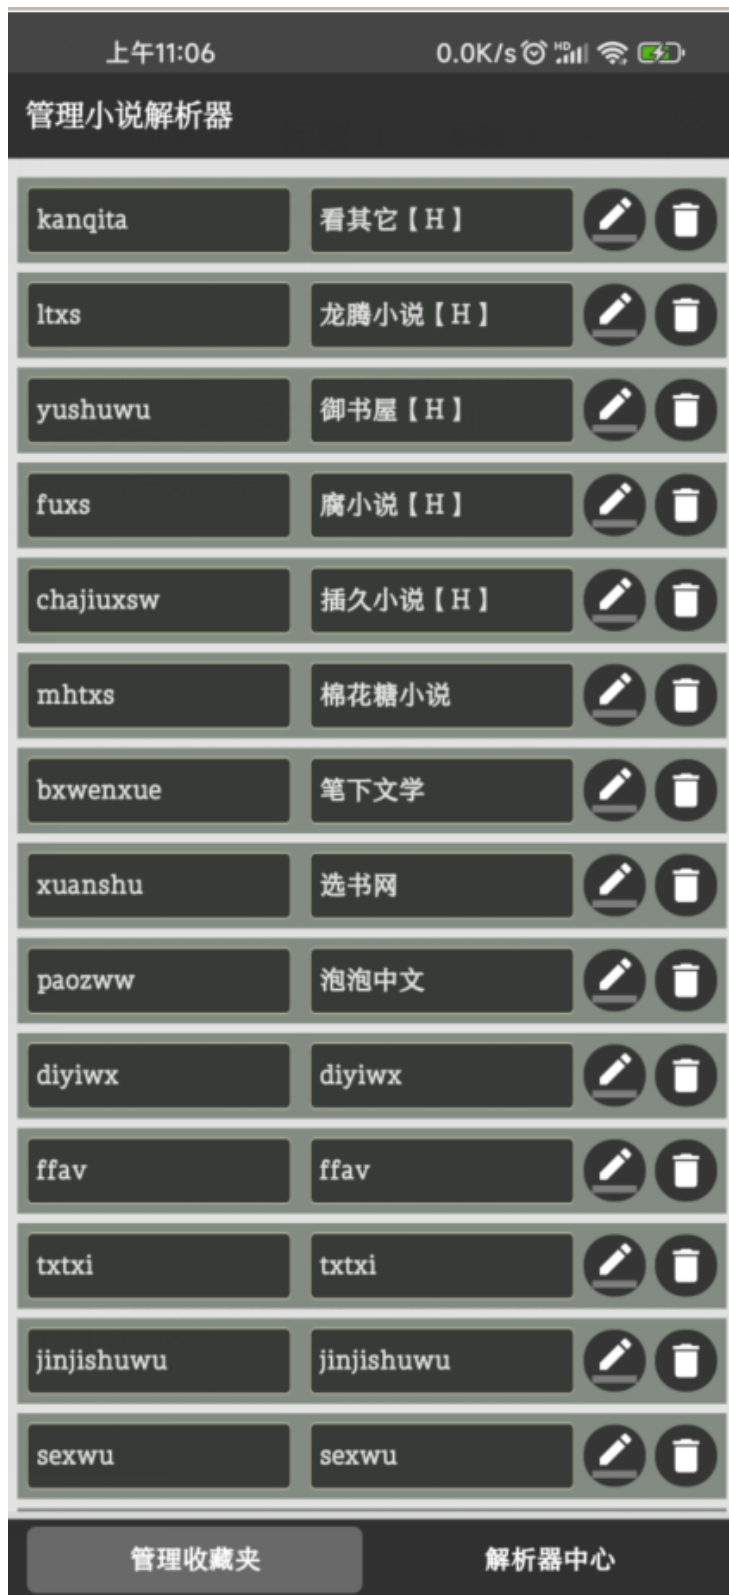 上午11:06 0.0K/s HD
管理小说解析器
kanqita 看其它【H】
ltxs 龙腾小说【H】
yushuwu 御书屋【H】
fuxs 腐小说【H】
chajiuxsw 插久小说【H】
mhtxs 棉花糖小说
bxwenxue 笔下文学
xuanshu 选书网
paozww 泡泡中文
diyiwx diyiwx
ffav ffav
txtxi txtxi
jinjishuwu jinjishuwu
sexwu sexwu
管理收藏夹 解析器中心